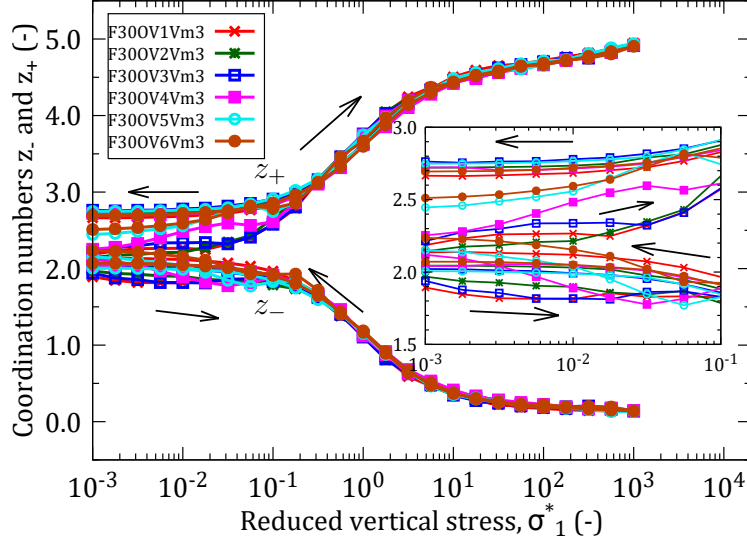 Coordination numbers z- and z+ (-)
5.0
4.0
3.0
2.0
1.0
0.0
F300V1Vm3
F300V2Vm3
F300V3Vm3
F300V4Vm3
F300V5Vm3
F300V6Vm3
z+
z−
3.0
2.5
2.0
1.5
10-3 10-2 10-1
10-3 10-2 10-1 100 101 102 103 104
Reduced vertical stress, σ*1 (-)